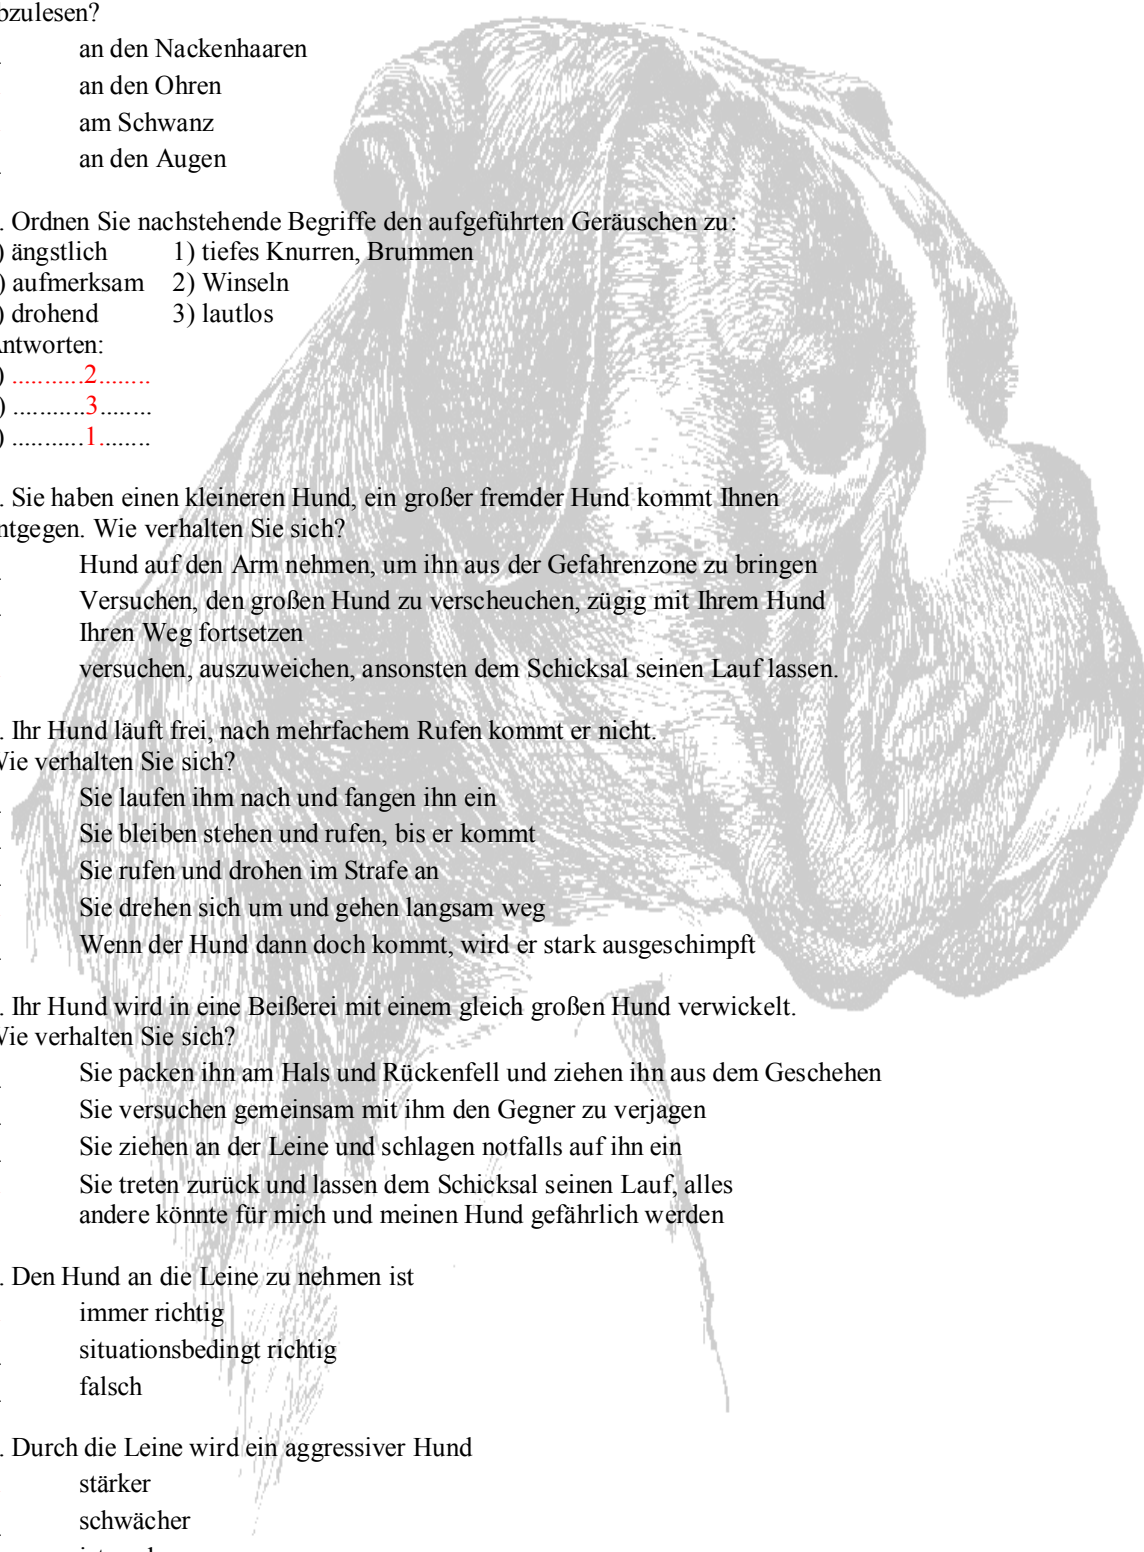 bzulesen?
an den Nackenhaaren
an den Ohren
am Schwanz
an den Augen
. Ordnen Sie nachstehende Begriffe den aufgeführten Geräuschen zu:
) ängstlich 1) tiefes Knurren, Brummen
) aufmerksam 2) Winseln
) drohend 3) lautlos
Antworten:
) ..........2........
) ...........3........
) ...........1........
. Sie haben einen kleineren Hund, ein großer fremder Hund kommt Ihnen
ntgegen. Wie verhalten Sie sich?
Hund auf den Arm nehmen, um ihn aus der Gefahrenzone zu bringen
Versuchen, den großen Hund zu verscheuchen, zügig mit Ihrem Hund
Ihren Weg fortsetzen
versuchen, auszuweichen, ansonsten dem Schicksal seinen Lauf lassen.
. Ihr Hund läuft frei, nach mehrfachem Rufen kommt er nicht.
Wie verhalten Sie sich?
Sie laufen ihm nach und fangen ihn ein
Sie bleiben stehen und rufen, bis er kommt
Sie rufen und drohen im Strafe an
Sie drehen sich um und gehen langsam weg
Wenn der Hund dann doch kommt, wird er stark ausgeschimpft
. Ihr Hund wird in eine Beißerei mit einem gleich großen Hund verwickelt.
Wie verhalten Sie sich?
Sie packen ihn am Hals und Rückenfell und ziehen ihn aus dem Geschehen
Sie versuchen gemeinsam mit ihm den Gegner zu verjagen
Sie ziehen an der Leine und schlagen notfalls auf ihn ein
Sie treten zurück und lassen dem Schicksal seinen Lauf, alles
andere könnte für mich und meinen Hund gefährlich werden
. Den Hund an die Leine zu nehmen ist
immer richtig
situationsbedingt richtig
falsch
. Durch die Leine wird ein aggressiver Hund
stärker
schwächer